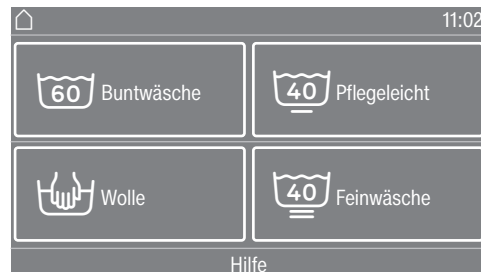 11:02
60 Buntwäsche
40 Pflegeleicht
Wolle
40 Feinwäsche
Hilfe